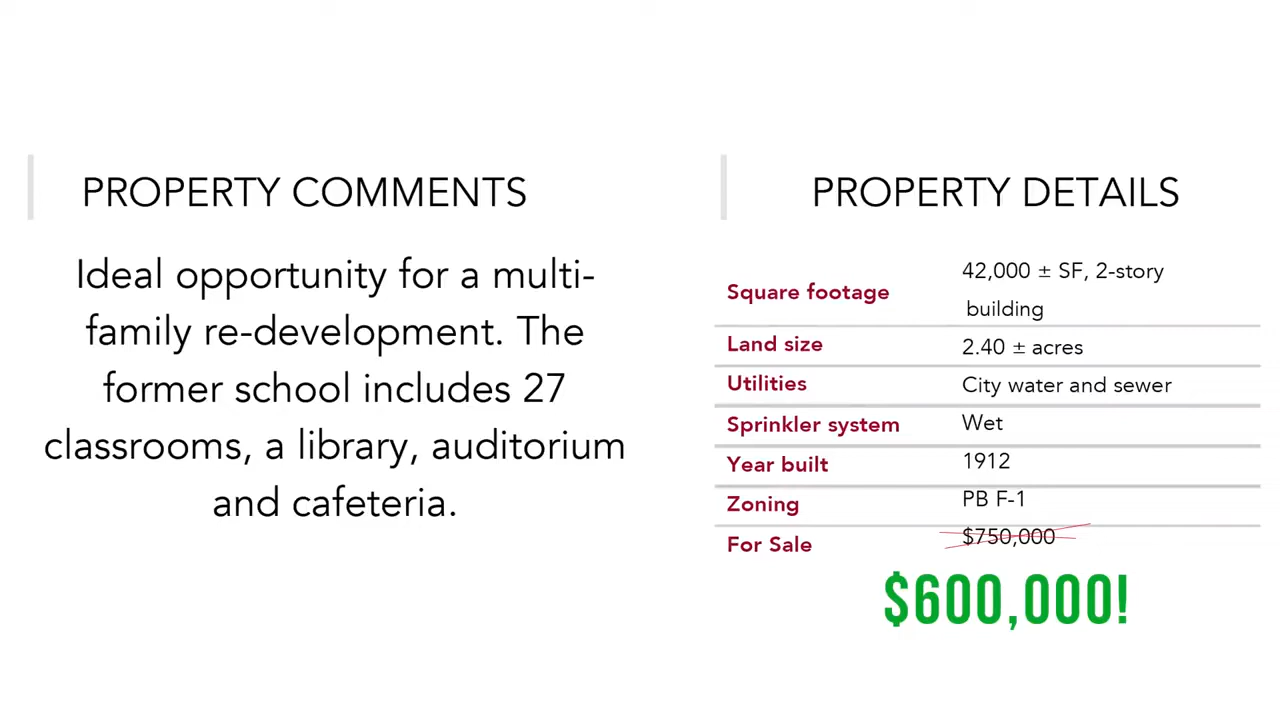 PROPERTY COMMENTS
Ideal opportunity for a multi-
family re-development. The
former school includes 27
classrooms, a library, auditorium
and cafeteria.
PROPERTY DETAILS
Square footage 42,000 ± SF, 2-story
building
Land size 2.40 ± acres
Utilities City water and sewer
Sprinkler system Wet
Year built 1912
Zoning PB F-1
For Sale $750,000
$600,000!